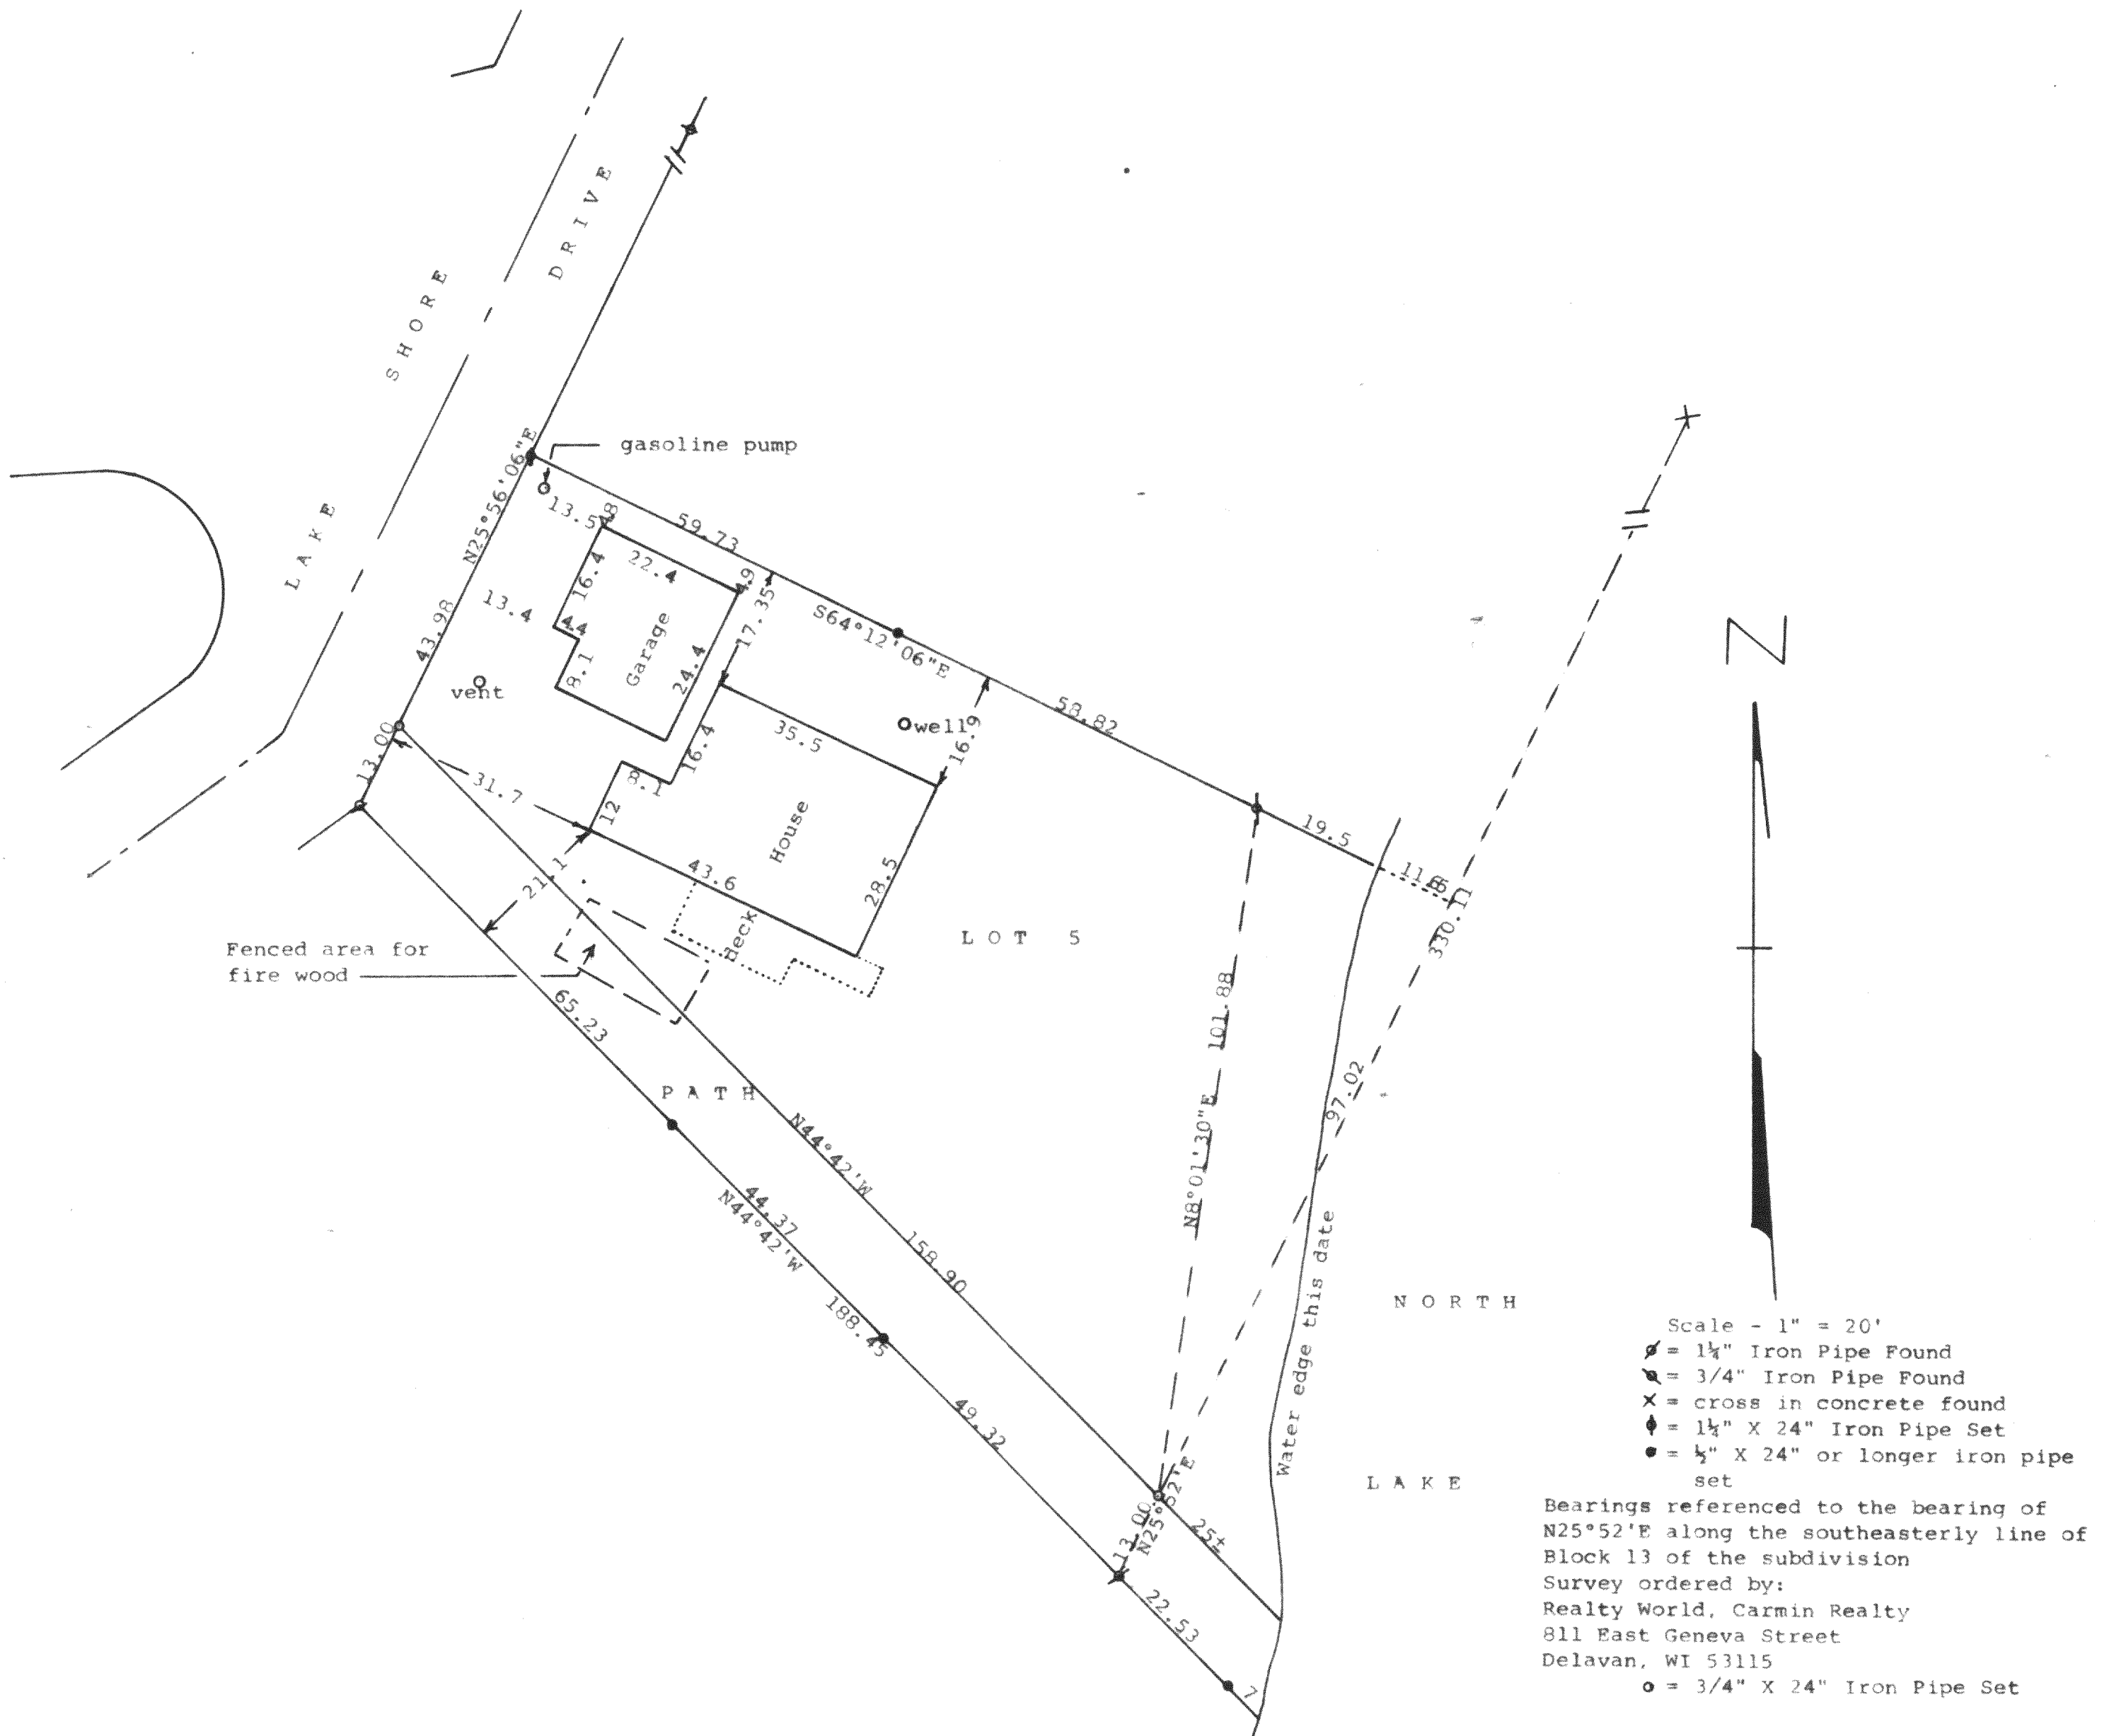 LAKE SHORE DRIVE
gasoline pump
N25°56'06"E
43.98
13.00
13.5
48
59.73
22.4
16.4
49
17.35
13.4
44
8.1
Garage
24.4
vent
S64°12'06"E
well
16.9
58.82
35.5
16.4
8.1
31.7
12
House
43.6
28.5
21.1
deck
LOT 5
19.5
330.11
Fenced area for
fire wood
65.23
PATH
N44°42'W
158.90
44.37
N44°42'W
188.45
49.32
N8°01'30"E 101.88
97.02
Water edge this date
NORTH
LAKE
13.00
N25°52'E
25±
22.53
7
N
Scale - 1" = 20'
= 1¼" Iron Pipe Found
= 3/4" Iron Pipe Found
X = cross in concrete found
= 1¼" X 24" Iron Pipe Set
= ½" X 24" or longer iron pipe
set
Bearings referenced to the bearing of
N25°52'E along the southeasterly line of
Block 13 of the subdivision
Survey ordered by:
Realty World, Carmin Realty
811 East Geneva Street
Delavan, WI 53115
= 3/4" X 24" Iron Pipe Set